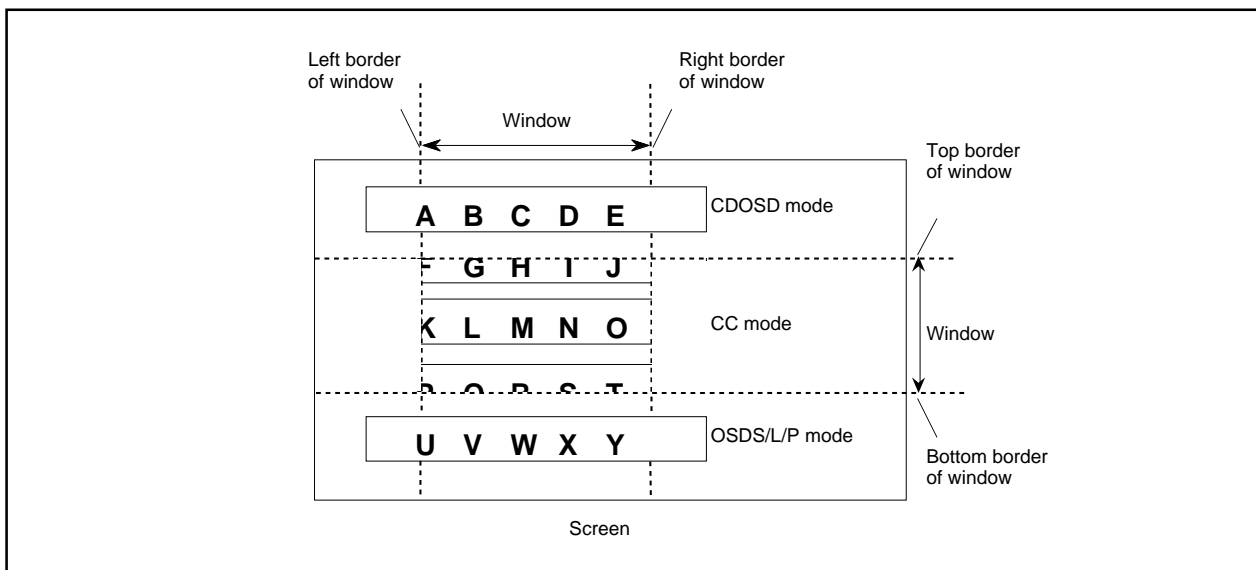 Left border
of window
Right border
of window
Window
Top border
of window
A B C D E
CDOSD mode
G H I J
K L M N O
CC mode
Window
S T
U V W X Y
OSDS/L/P mode
Bottom border
of window
Screen